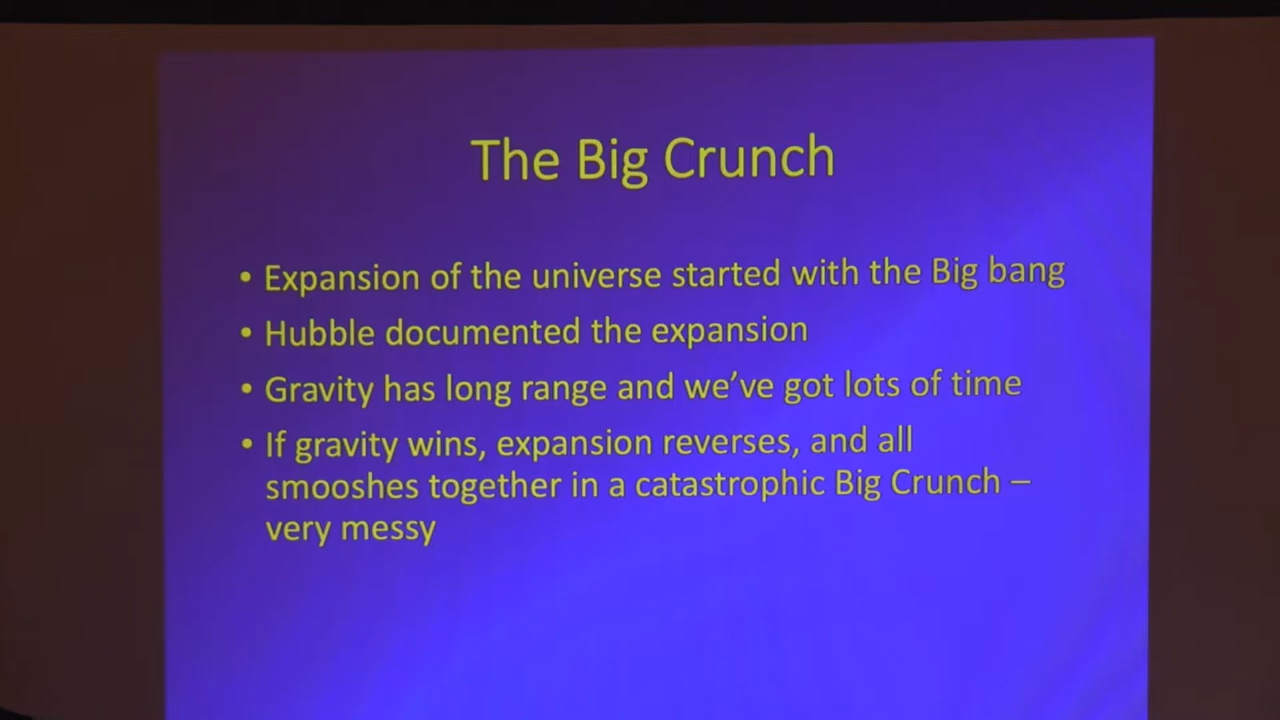 The Big Crunch
• Expansion of the universe started with the Big bang
• Hubble documented the expansion
• Gravity has long range and we’ve got lots of time
• If gravity wins, expansion reverses, and all
smooshes together in a catastrophic Big Crunch –
very messy